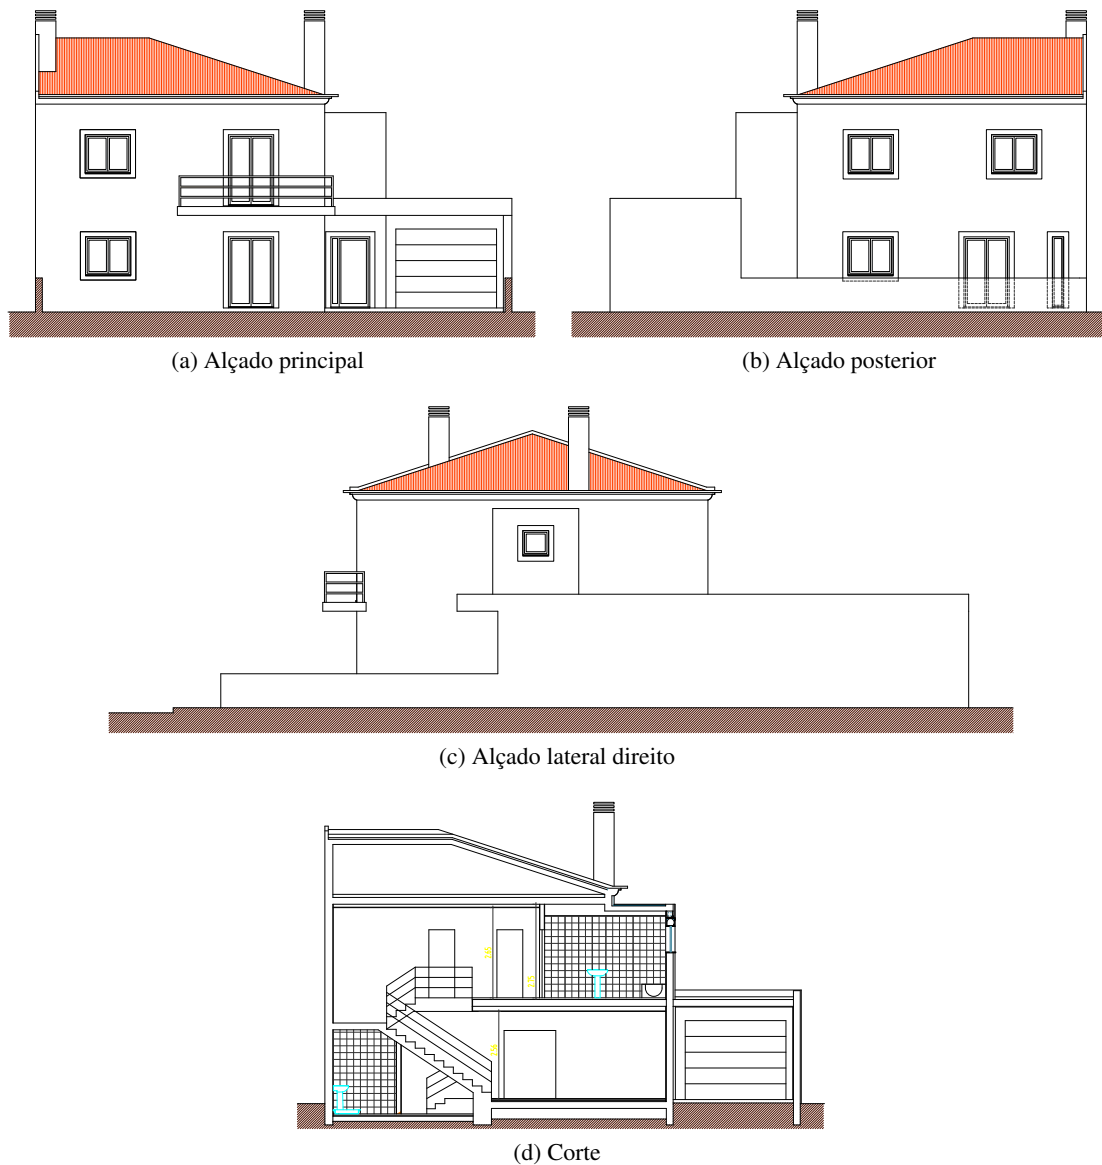 (a) Alçado principal
(b) Alçado posterior
(c) Alçado lateral direito
(d) Corte